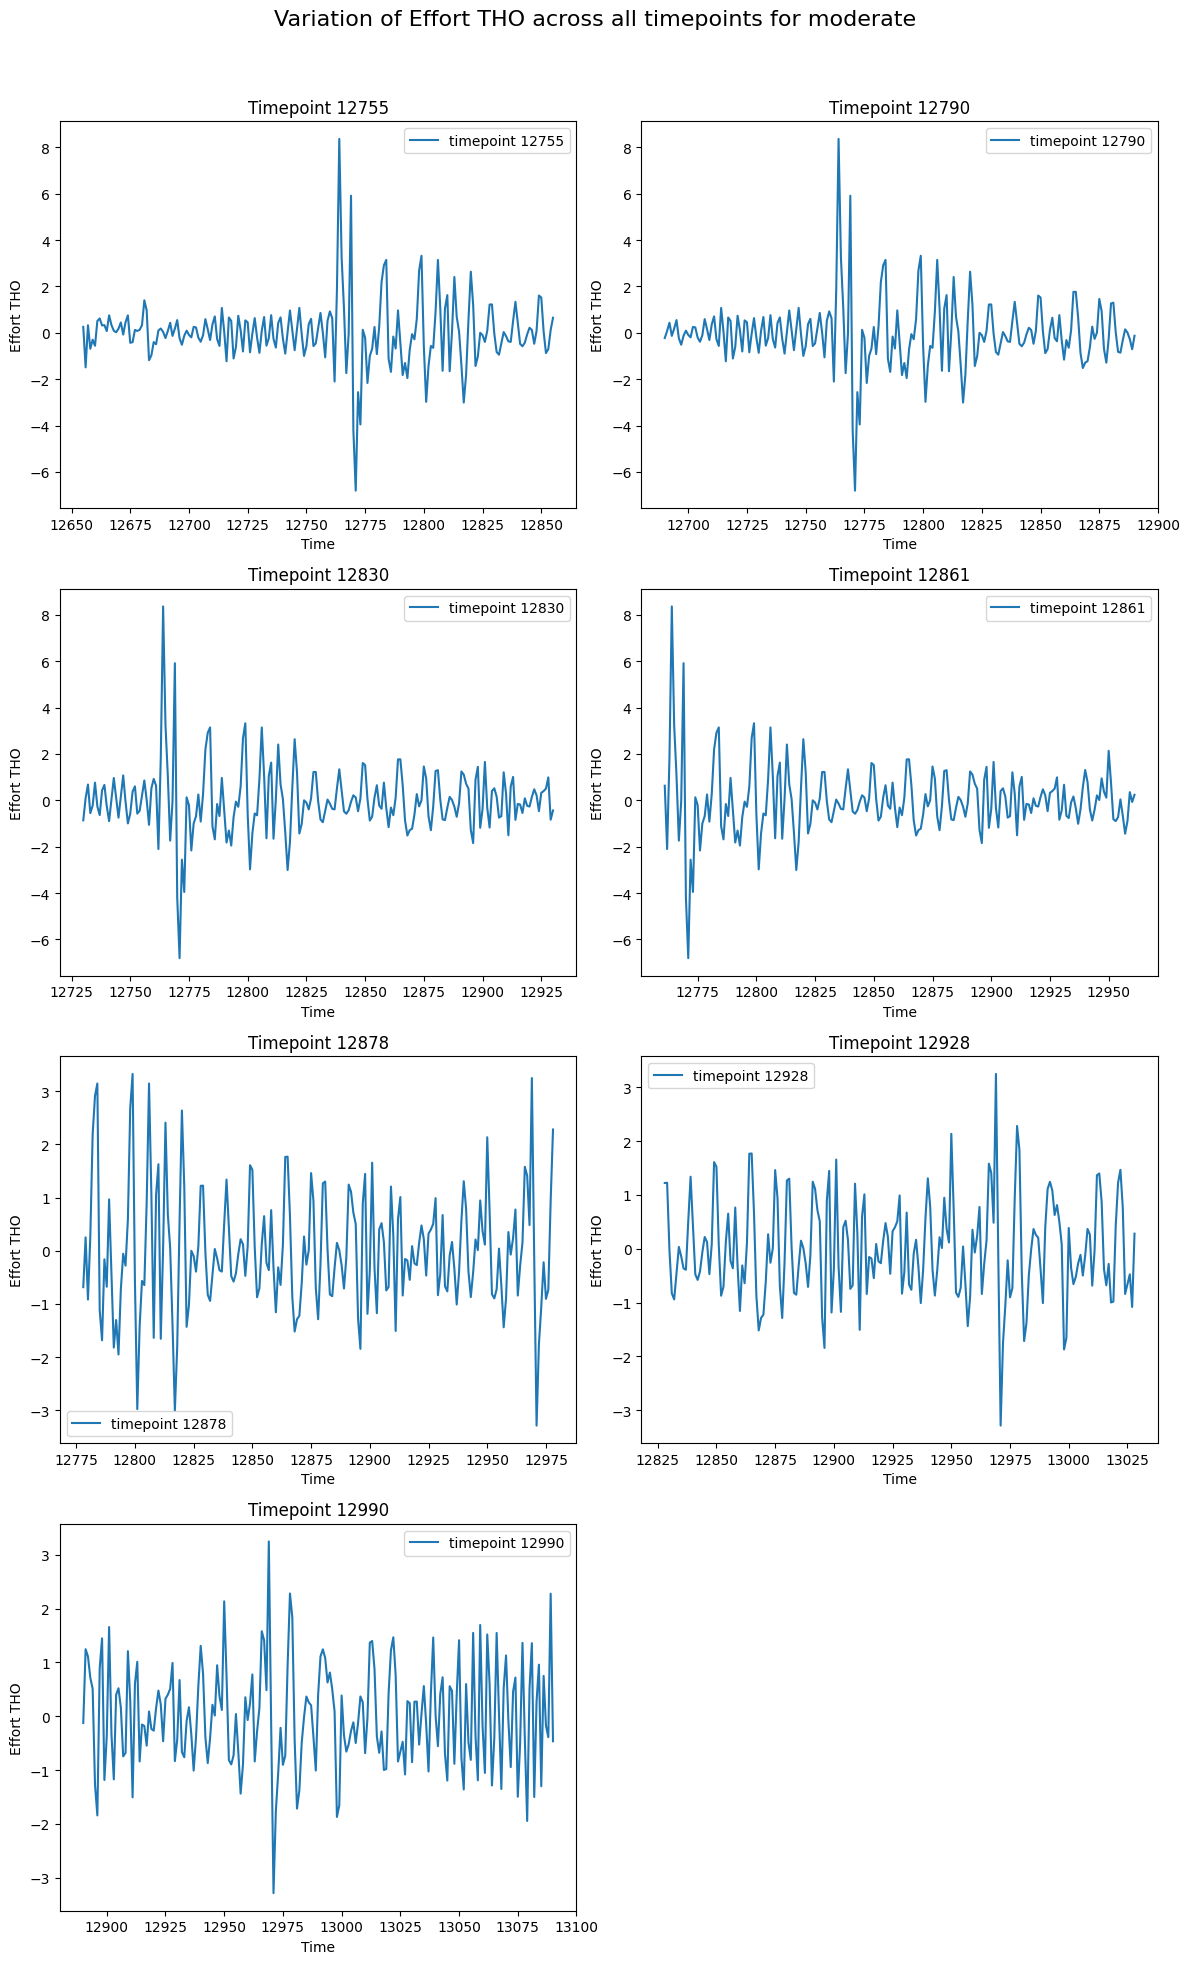 Variation of Effort THO across all timepoints for moderate
Timepoint 12755
timepoint 12755
Effort THO
8
6
4
2
0
−2
−4
−6
12650 12675 12700 12725 12750 12775 12800 12825 12850
Time
Timepoint 12790
timepoint 12790
Effort THO
8
6
4
2
0
−2
−4
−6
12700 12725 12750 12775 12800 12825 12850 12875 12900
Time
Timepoint 12830
timepoint 12830
Effort THO
8
6
4
2
0
−2
−4
−6
12725 12750 12775 12800 12825 12850 12875 12900 12925
Time
Timepoint 12861
timepoint 12861
Effort THO
8
6
4
2
0
−2
−4
−6
12775 12800 12825 12850 12875 12900 12925 12950
Time
Timepoint 12878
Effort THO
3
2
1
0
−1
−2
−3
timepoint 12878
12775 12800 12825 12850 12875 12900 12925 12950 12975
Time
Timepoint 12928
timepoint 12928
Effort THO
3
2
1
0
−1
−2
−3
12825 12850 12875 12900 12925 12950 12975 13000 13025
Time
Timepoint 12990
timepoint 12990
Effort THO
3
2
1
0
−1
−2
−3
12900 12925 12950 12975 13000 13025 13050 13075 13100
Time